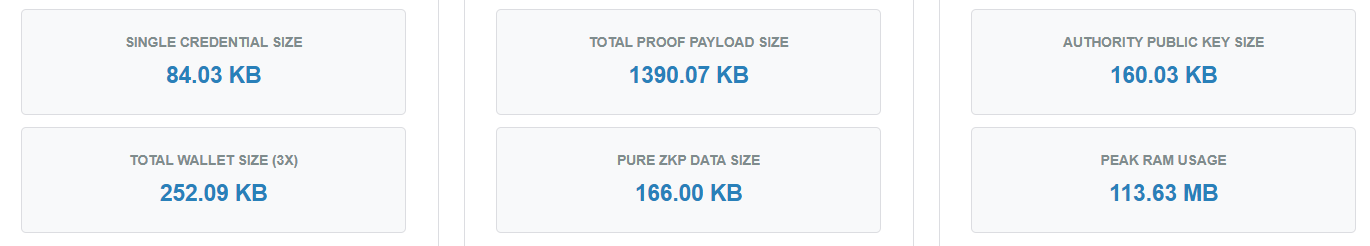 SINGLE CREDENTIAL SIZE
84.03 KB
TOTAL PROOF PAYLOAD SIZE
1390.07 KB
AUTHORITY PUBLIC KEY SIZE
160.03 KB
TOTAL WALLET SIZE (3X)
252.09 KB
PURE ZKP DATA SIZE
166.00 KB
PEAK RAM USAGE
113.63 MB